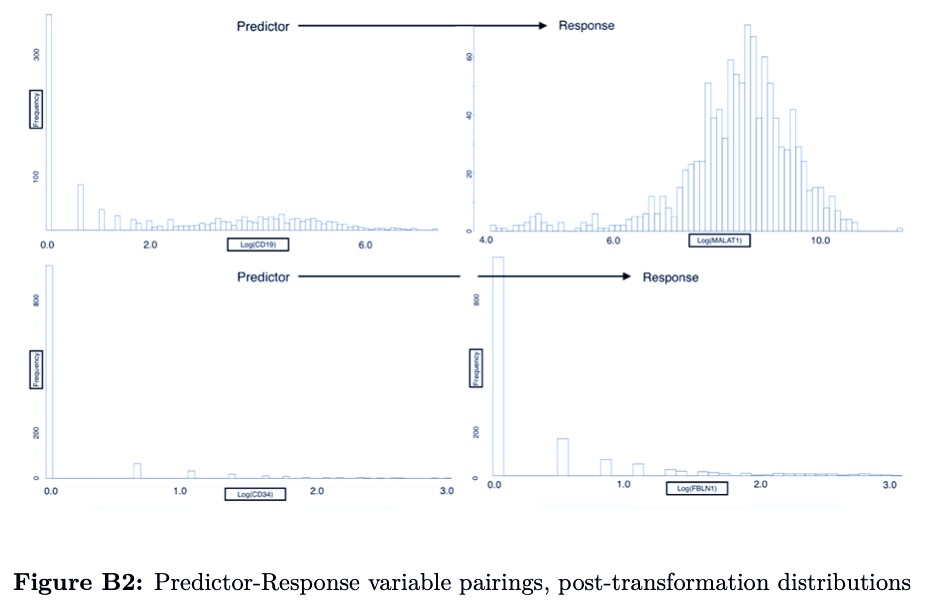 Predictor Response
300
Frequency
100
0.0 2.0 Log(CD19) 6.0
60
40
20
0
4.0 6.0 Log(MALAT1) 10.0
Predictor Response
800
Frequency
200
0
0.0 1.0 Log(CD34) 2.0 3.0
800
Frequency
200
0
0.0 1.0 Log(FBLN1) 2.0 3.0
Figure B2: Predictor-Response variable pairings, post-transformation distributions